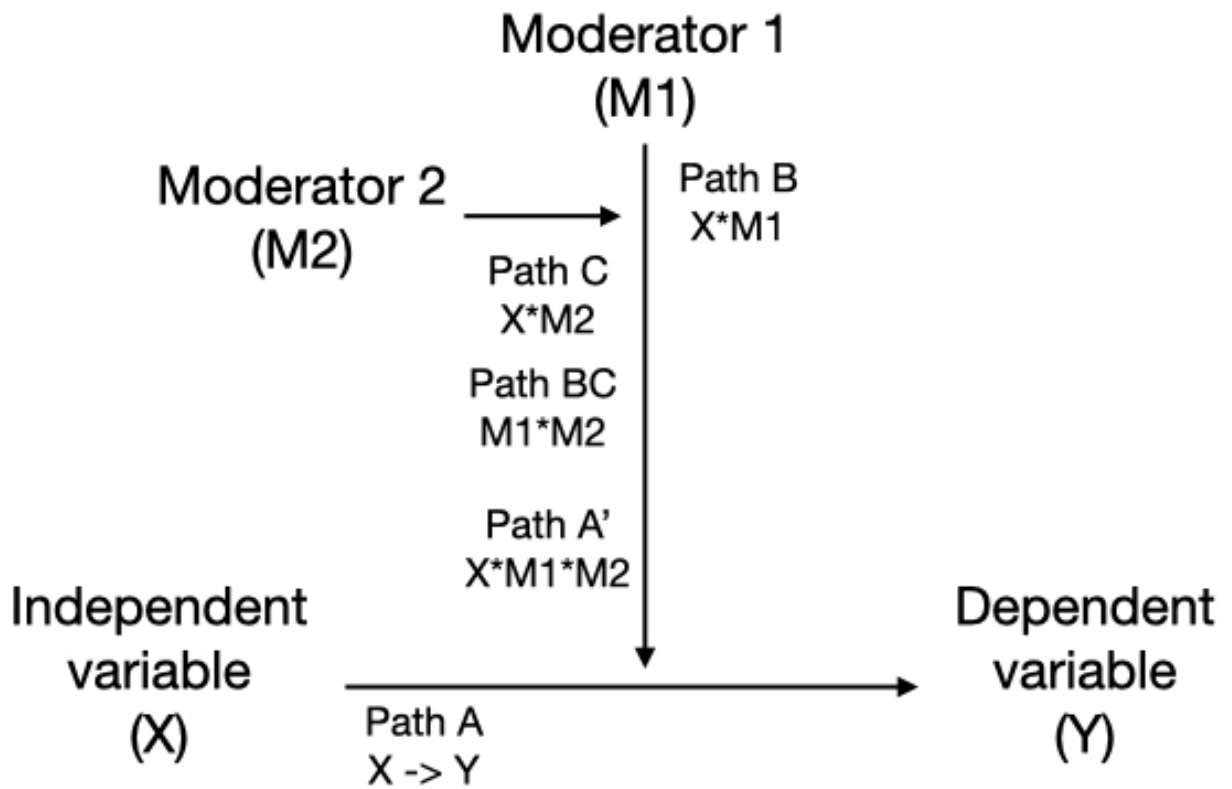 Moderator 1
(M1)
Moderator 2
(M2)
Path B
X*M1
Path C
X*M2
Path BC
M1*M2
Path A’
X*M1*M2
Independent
variable
(X)
Dependent
variable
(Y)
Path A
X -> Y